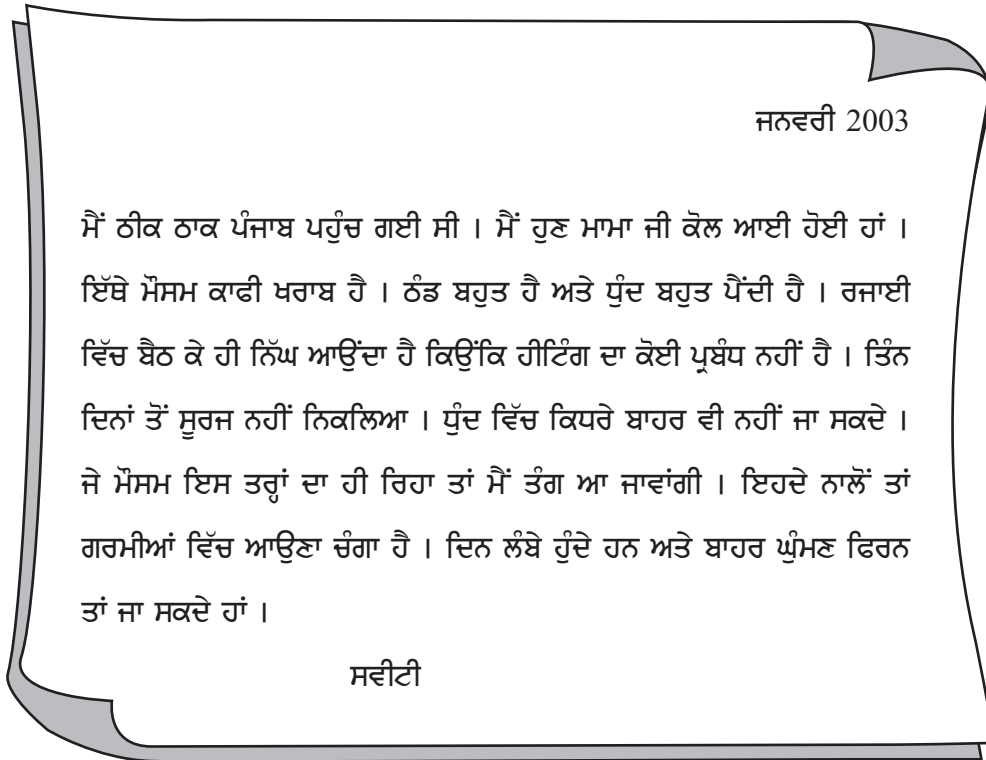 ਜਨਵਰੀ 2003
ਮੈਂ ਠੀਕ ਠਾਕ ਪੰਜਾਬ ਪਹੁੰਚ ਗਈ ਸੀ । ਮੈਂ ਹੁਣ ਮਾਮਾ ਜੀ ਕੋਲ ਆਈ ਹੋਈ ਹਾਂ ।
ਇੱਥੇ ਮੌਸਮ ਕਾਫੀ ਖਰਾਬ ਹੈ । ਠੰਡ ਬਹੁਤ ਹੈ ਅਤੇ ਧੁੰਦ ਬਹੁਤ ਪੈਂਦੀ ਹੈ । ਰਜਾਈ
ਵਿੱਚ ਬੈਠ ਕੇ ਹੀ ਨਿੱਘ ਆਉਂਦਾ ਹੈ ਕਿਉਂਕਿ ਹੀਟਿੰਗ ਦਾ ਕੋਈ ਪ੍ਰਬੰਧ ਨਹੀਂ ਹੈ । ਤਿੰਨ
ਦਿਨਾਂ ਤੋਂ ਸੂਰਜ ਨਹੀਂ ਨਿਕਲਿਆ । ਧੁੰਦ ਵਿੱਚ ਕਿਧਰੇ ਬਾਹਰ ਵੀ ਨਹੀਂ ਜਾ ਸਕਦੇ ।
ਜੇ ਮੌਸਮ ਇਸ ਤਰ੍ਹਾਂ ਦਾ ਹੀ ਰਿਹਾ ਤਾਂ ਮੈਂ ਤੰਗ ਆ ਜਾਵਾਂਗੀ । ਇਹਦੇ ਨਾਲੋਂ ਤਾਂ
ਗਰਮੀਆਂ ਵਿੱਚ ਆਉਣਾ ਚੰਗਾ ਹੈ । ਦਿਨ ਲੰਬੇ ਹੁੰਦੇ ਹਨ ਅਤੇ ਬਾਹਰ ਘੁੰਮਣ ਫਿਰਨ
ਤਾਂ ਜਾ ਸਕਦੇ ਹਾਂ ।
ਸਵੀਟੀ